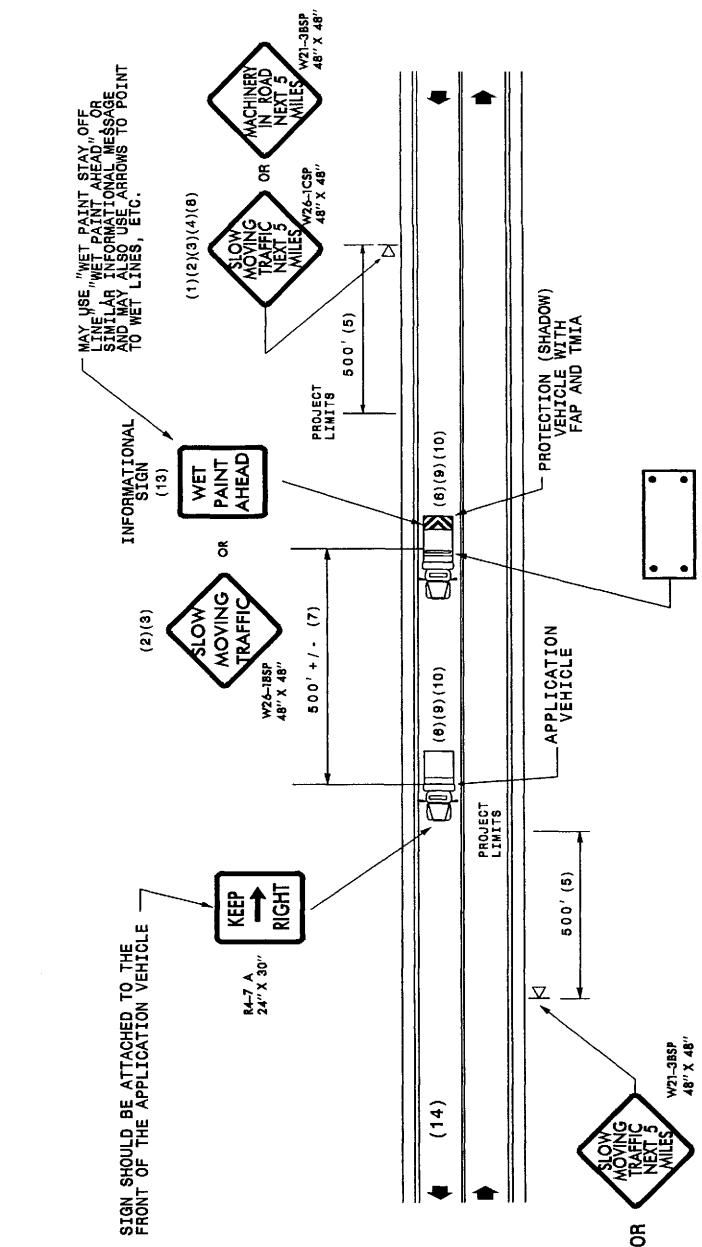 SIGN SHOULD BE ATTACHED TO THE
FRONT OF THE APPLICATION VEHICLE
KEEP
RIGHT
R4-7 A
24" X 30"
(2)(3)
SLOW
MOVING
TRAFFIC
W26-1BSP
48" X 48"
OR
INFORMATIONAL
SIGN
(13)
WET
PAINT
AHEAD
MAY USE "WET PAINT STAY OFF
LINE" "WET PAINT AHEAD", OR
SIMILAR INFORMATIONAL MESSAGE
AND MAY ALSO USE ARROWS TO POINT
TO WET LINES, ETC.
(1)(2)(3)(4)(8)
SLOW
MOVING
TRAFFIC
NEXT 5
MILES
W26-1CSP
48" X 48"
OR
MACHINERY
IN ROAD
NEXT 5
MILES
W21-3BSP
48" X 48"
500' +/- (7)
PROJECT
LIMITS
500' (5)
(14)
(6)(9)(10)
(6)(9)(10)
PROJECT
LIMITS
500' (5)
APPLICATION
VEHICLE
PROTECTION (SHADOW)
VEHICLE WITH
FAP AND TMIA
OR
SLOW
MOVING
TRAFFIC
NEXT 5
MILES
W21-3BSP
48" X 48"